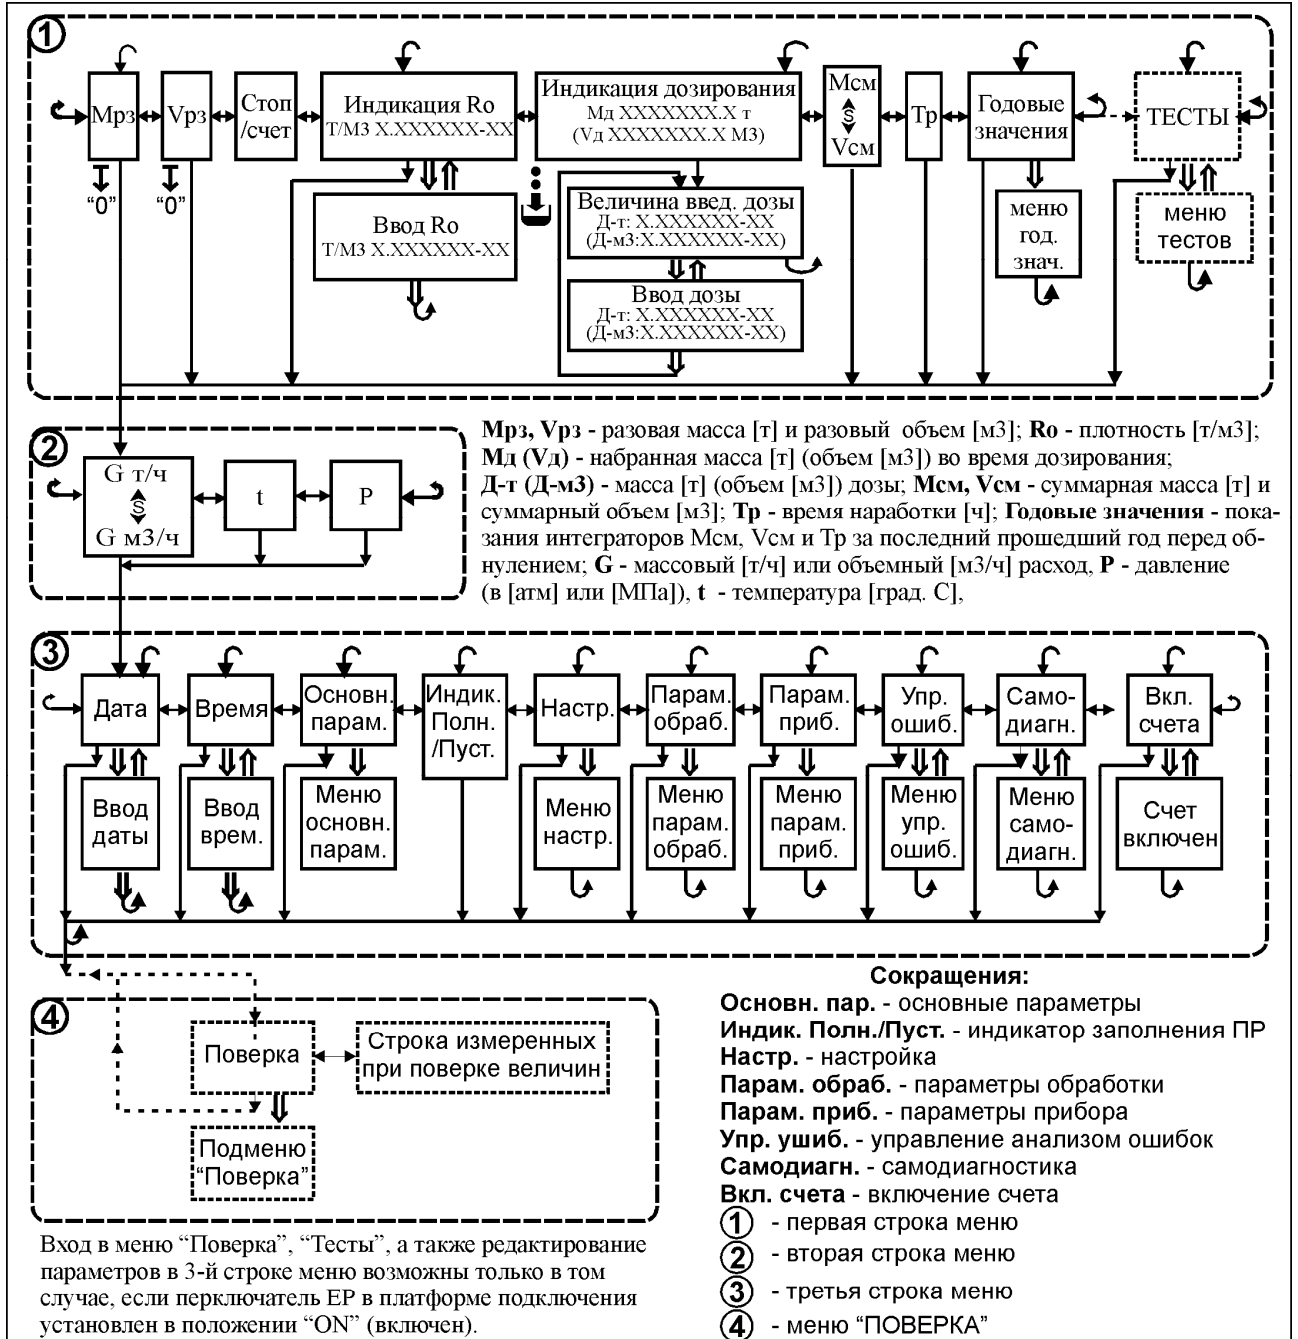 1
Мрз
Vрз
Стоп
/счет
Индикация Ro
Т/М3 X.XXXXXX-XX
Индикация дозирования
Мд XXXXXXX.X т
(Vд XXXXXXX.X М3)
Мсм
S
Vсм
Тр
Годовые
значения
ТЕСТЫ
“0”
“0”
Ввод Ro
Т/М3 X.XXXXXX-XX
Величина введ. дозы
Д-т: X.XXXXXX-XX
(Д-м3:X.XXXXXX-XX)
Ввод дозы
Д-т: X.XXXXXX-XX
(Д-м3:X.XXXXXX-XX)
меню
год.
знач.
меню
тестов
2
G т/ч
S
G м3/ч
t
P
Мрз, Vрз - разовая масса [т] и разовый объем [м3]; Ro - плотность [т/м3];
Мд (Vд) - набранная масса [т] (объем [м3]) во время дозирования;
Д-т (Д-м3) - масса [т] (объем [м3]) дозы; Мсм, Vсм - суммарная масса [т] и
суммарный объем [м3]; Тр - время наработки [ч]; Годовые значения - пока-
зания интеграторов Мсм, Vсм и Тр за последний прошедший год перед об-
нулением; G - массовый [т/ч] или объемный [м3/ч] расход, P - давление
(в [атм] или [МПа]), t - температура [град. С],
3
Дата
Время
Основн.
парам.
Индик.
Полн.
/Пуст.
Настр.
Парам.
обраб.
Парам.
приб.
Упр.
ошиб.
Само-
диагн.
Вкл.
счета
Ввод
даты
Ввод
врем.
Меню
основн.
парам.
Меню
настр.
Меню
парам.
обраб.
Меню
парам.
приб.
Меню
упр.
ошиб.
Меню
само-
диагн.
Счет
включен
4
Поверка
Строка измеренных
при поверке величин
Подменю
“Поверка”
Вход в меню “Поверка”, “Тесты”, а также редактирование
параметров в 3-й строке меню возможны только в том
случае, если перключатель EP в платформе подключения
установлен в положении “ON” (включен).
Сокращения:
Основн. пар. - основные параметры
Индик. Полн./Пуст. - индикатор заполнения ПР
Настр. - настройка
Парам. обраб. - параметры обработки
Парам. приб. - параметры прибора
Упр. ушиб. - управление анализом ошибок
Самодиагн. - самодиагностика
Вкл. счета - включение счета
1 - первая строка меню
2 - вторая строка меню
3 - третья строка меню
4 - меню “ПОВЕРКА”